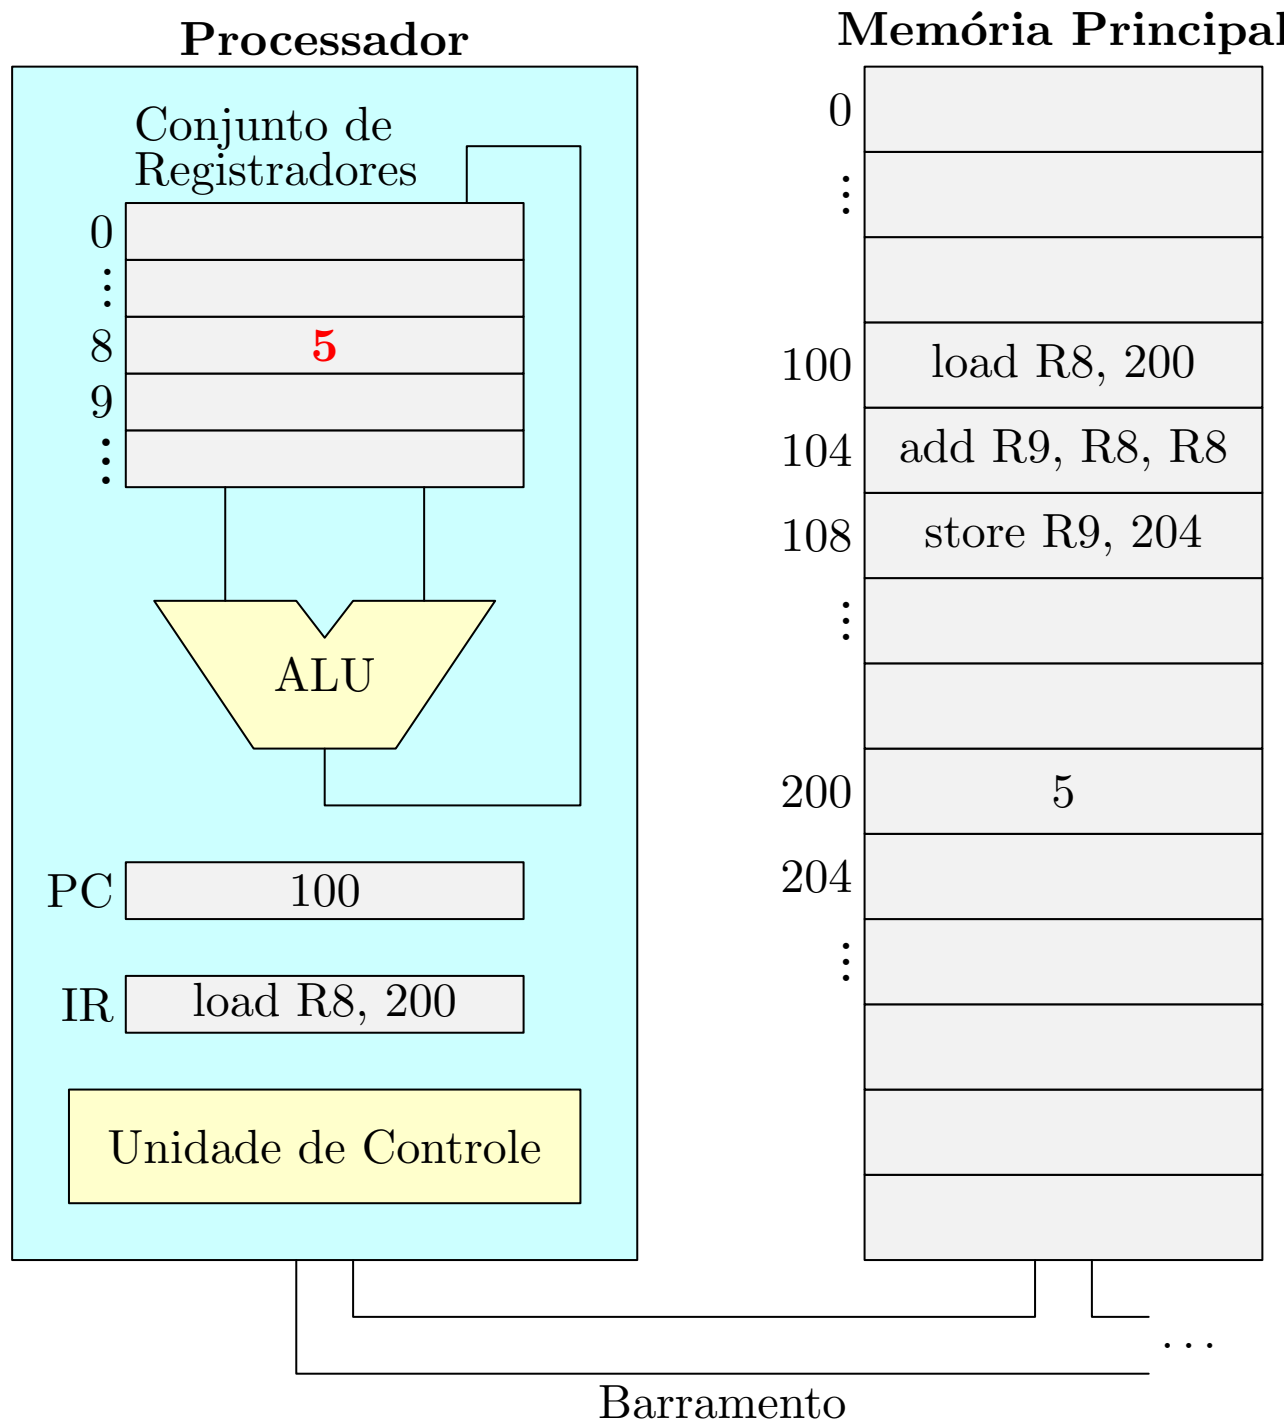 Processador
Conjunto de
Registradores
0
⋮
8 5
9
⋮
ALU
PC 100
IR load R8, 200
Unidade de Controle
Memória Principal
0
⋮
100 load R8, 200
104 add R9, R8, R8
108 store R9, 204
⋮
200 5
204
⋮
...
Barramento